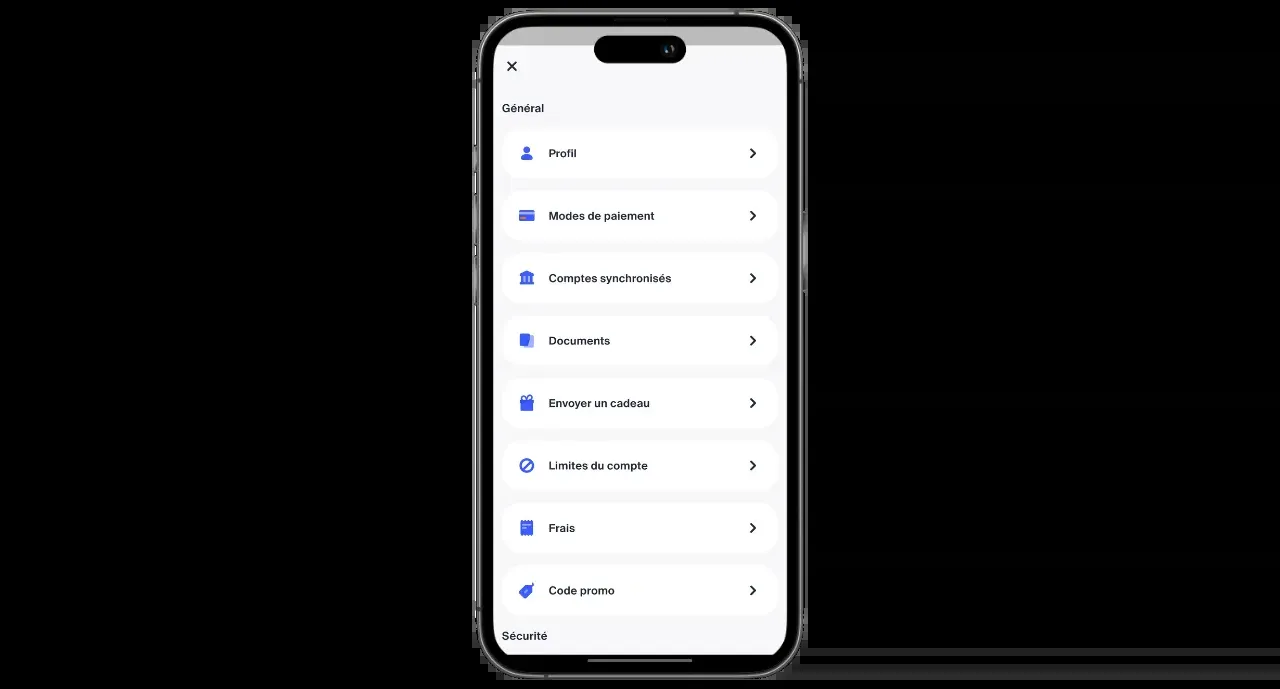 Général
Profil
Modes de paiement
Comptes synchronisés
Documents
Envoyer un cadeau
Limites du compte
Frais
Code promo
Sécurité